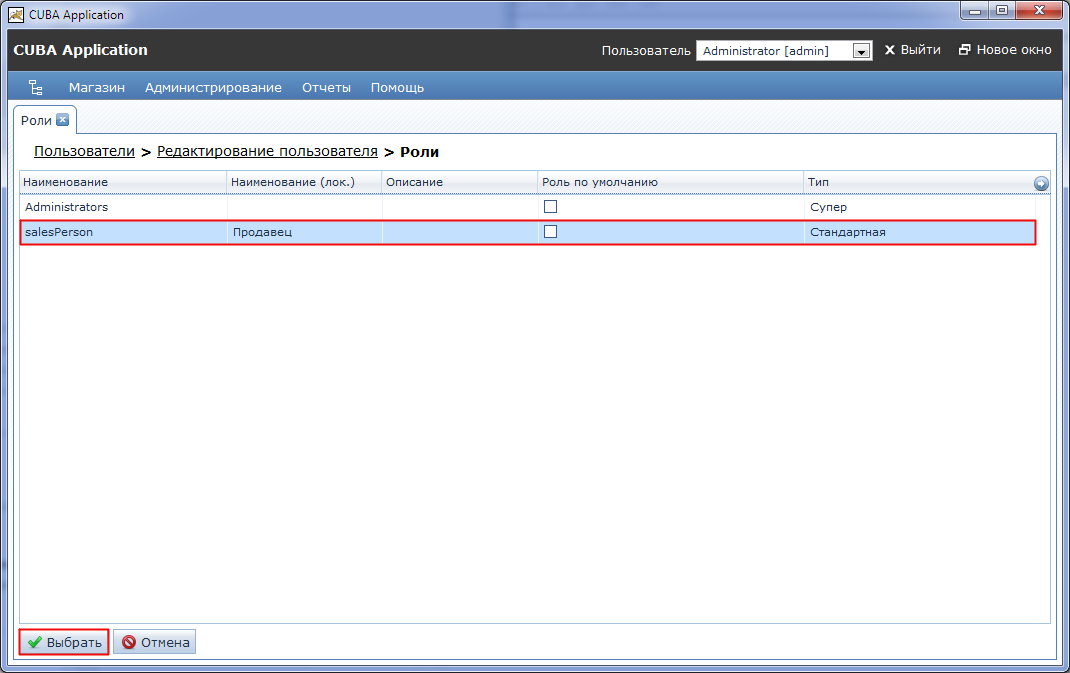 CUBA Application
CUBA Application Пользователь Administrator [admin] Выйти Новое окно
Магазин Администрирование Отчеты Помощь
Роли
Пользователи > Редактирование пользователя > Роли
Наименование Наименование (лок.) Описание Роль по умолчанию Тип
Administrators Супер
salesPerson Продавец Стандартная
Выбрать Отмена